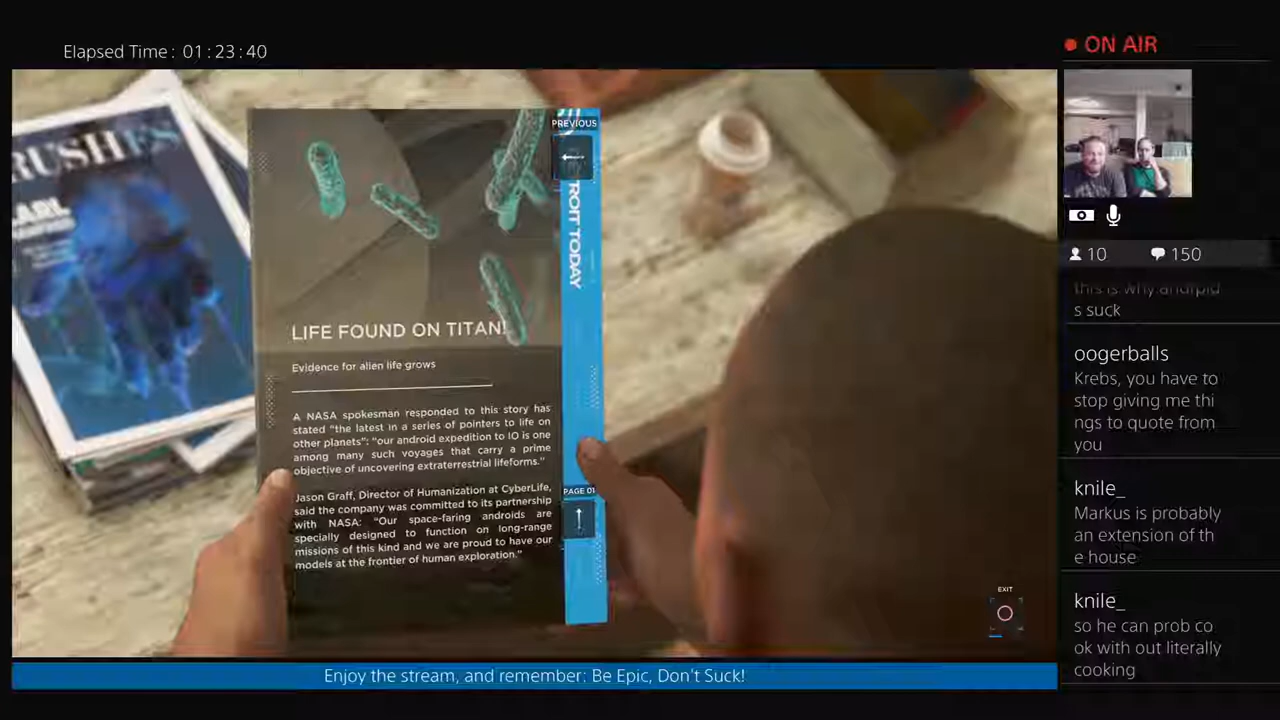 Elapsed Time: 01:23:40
ON AIR
10
150
this is why andrpid
s suck
oogerballs
Krebs, you have to
stop giving me thi
ngs to quote from
you
knile_
Markus is probably
an extension of th
e house
knile_
so he can prob co
ok with out literally
cooking
RUSHES
PREVIOUS
ROIT TODAY
LIFE FOUND ON TITAN!
Evidence for alien life grows
A NASA spokesman responded to this story has
stated "the latest in a series of pointers to life on
other planets": "our android expedition to IO is one
among many such voyages that carry a prime
objective of uncovering extraterrestrial lifeforms."
Jason Graff, Director of Humanization at CyberLife,
said the company was committed to its partnership
with NASA: "Our space-faring androids are
specially designed to function on long-range
missions of this kind and we are proud to have our
models at the frontier of human exploration."
PAGE 01
EXIT
Enjoy the stream, and remember: Be Epic, Don't Suck!